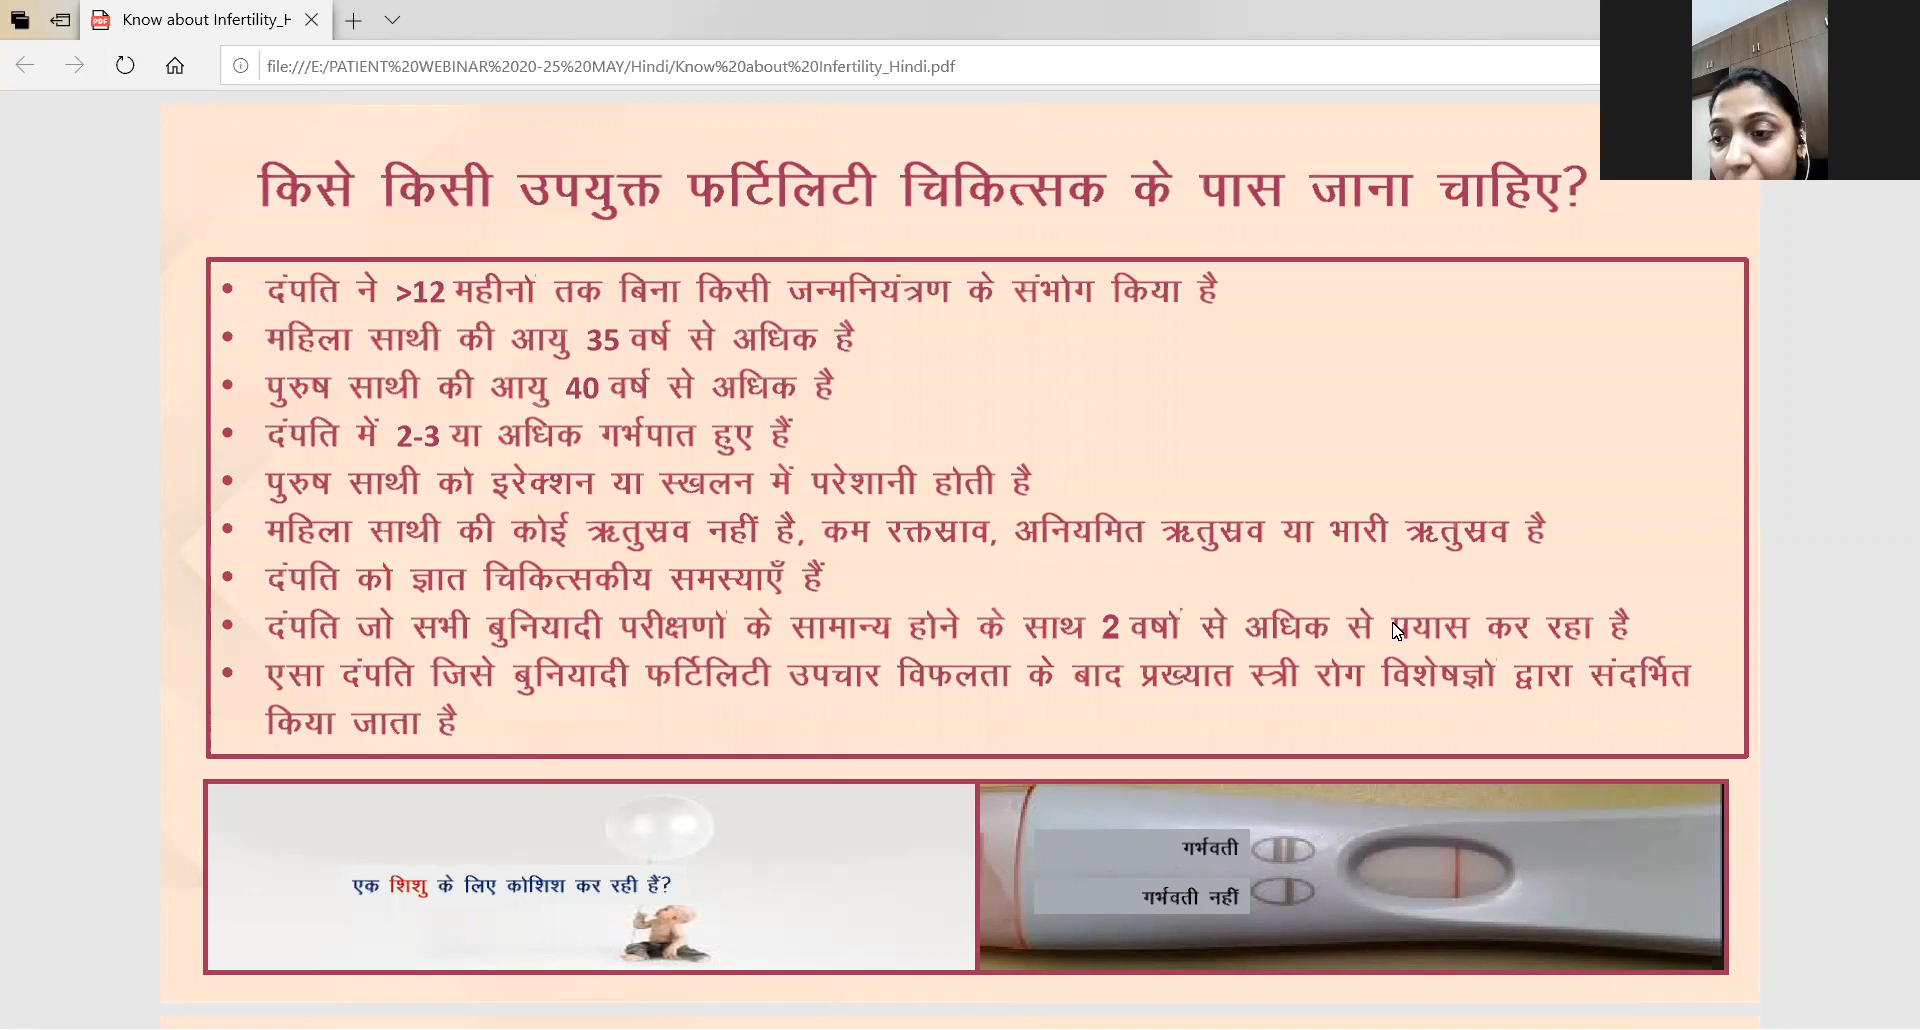 Know about Infertility_H
file:///E:/PATIENT%20WEBINAR%2020-25%20MAY/Hindi/Know%20about%20Infertility_Hindi.pdf
किसे किसी उपयुक्त फर्टिलिटी चिकित्सक के पास जाना चाहिए?
• दंपति ने >12 महीनों तक बिना किसी जन्मनियंत्रण के संभोग किया है
• महिला साथी की आयु 35 वर्ष से अधिक है
• पुरुष साथी की आयु 40 वर्ष से अधिक है
• दंपति में 2-3 या अधिक गर्भपात हुए हैं
• पुरुष साथी को इरेक्शन या स्खलन में परेशानी होती है
• महिला साथी की कोई ऋतुस्रव नहीं है, कम रक्तस्राव, अनियमित ऋतुस्रव या भारी ऋतुस्रव है
• दंपति को ज्ञात चिकित्सकीय समस्याएँ हैं
• दंपति जो सभी बुनियादी परीक्षणों के सामान्य होने के साथ 2 वर्षों से अधिक से प्रयास कर रहा है
• एसा दंपति जिसे बुनियादी फर्टिलिटी उपचार विफलता के बाद प्रख्यात स्त्री रोग विशेषज्ञों द्वारा संदर्भित
किया जाता है
एक शिशु के लिए कोशिश कर रही हैं?
गर्भवती
गर्भवती नहीं